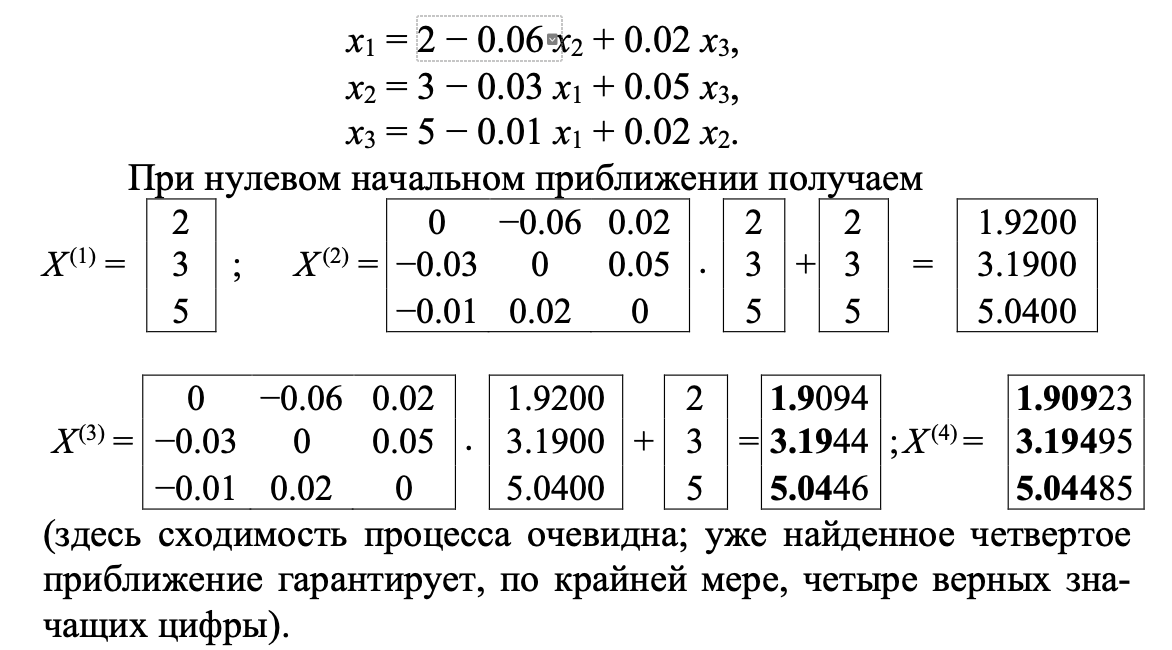 x₁ = 2 − 0.06 x₂ + 0.02 x₃,
x₂ = 3 − 0.03 x₁ + 0.05 x₃,
x₃ = 5 − 0.01 x₁ + 0.02 x₂.
При нулевом начальном приближении получаем
2 0 −0.06 0.02 2 2 1.9200
X⁽¹⁾ = 3 ; X⁽²⁾ = −0.03 0 0.05 · 3 + 3 = 3.1900
5 −0.01 0.02 0 5 5 5.0400
0 −0.06 0.02 1.9200 2 1.9094 1.90923
X⁽³⁾ = −0.03 0 0.05 · 3.1900 + 3 = 3.1944 ; X⁽⁴⁾ = 3.19495
−0.01 0.02 0 5.0400 5 5.0446 5.04485
(здесь сходимость процесса очевидна; уже найденное четвертое
приближение гарантирует, по крайней мере, четыре верных зна-
чащих цифры).